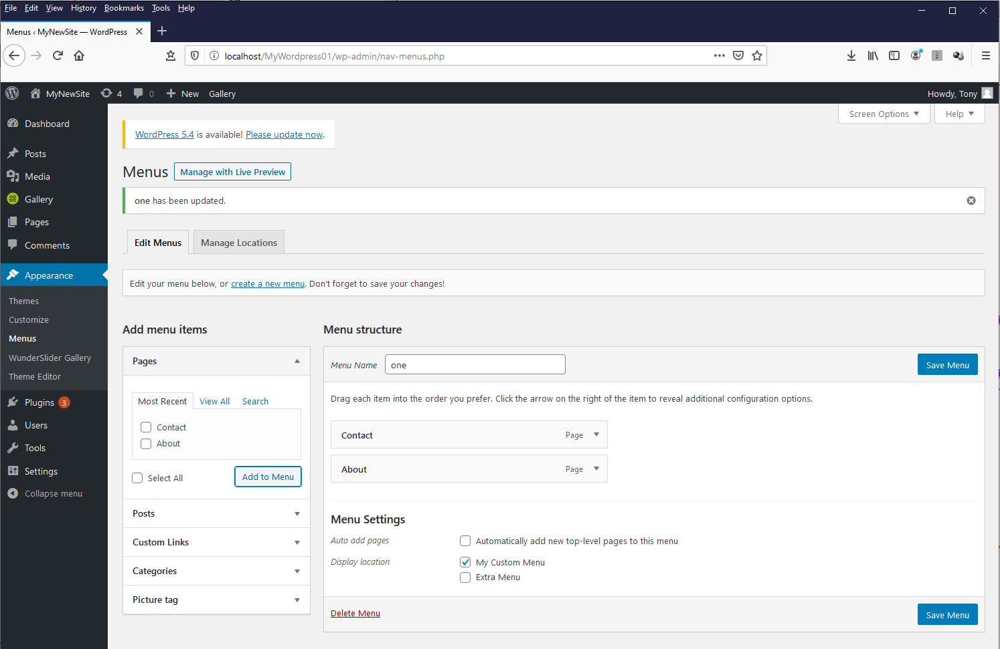 File Edit View History Bookmarks Tools Help
Menus ‹ MyNewSite — WordPress
localhost/MyWordpress01/wp-admin/nav-menus.php
MyNewSite 4 0 New Gallery Howdy, Tony
Screen Options Help
Dashboard
Posts
Media
Gallery
Pages
Comments
Appearance
Themes
Customize
Menus
WunderSlider Gallery
Theme Editor
Plugins 3
Users
Tools
Settings
Collapse menu
WordPress 5.4 is available! Please update now.
Menus Manage with Live Preview
one has been updated.
Edit Menus Manage Locations
Edit your menu below, or create a new menu. Don't forget to save your changes!
Add menu items
Pages
Most Recent View All Search
Contact
About
Select All Add to Menu
Posts
Custom Links
Categories
Picture tag
Menu structure
Menu Name one Save Menu
Drag each item into the order you prefer. Click the arrow on the right of the item to reveal additional configuration options.
Contact Page
About Page
Menu Settings
Auto add pages Automatically add new top-level pages to this menu
Display location My Custom Menu
Extra Menu
Delete Menu Save Menu